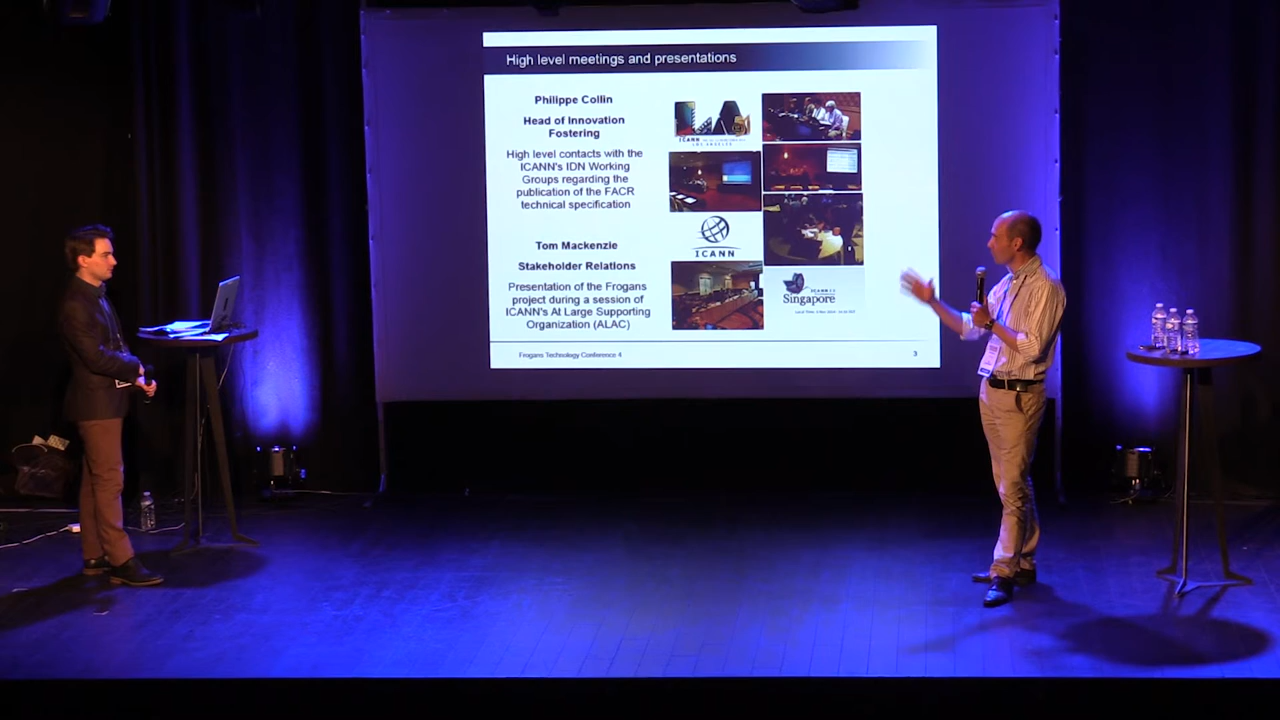 High level meetings and presentations
Philippe Collin
Head of Innovation
Fostering
High level contacts with the
ICANN's IDN Working
Groups regarding the
publication of the FACR
technical specification
Tom Mackenzie
Stakeholder Relations
Presentation of the Frogans
project during a session of
ICANN's At Large Supporting
Organization (ALAC)
ICANN
LOS ANGELES
ICANN
Singapore
Frogans Technology Conference 4
3